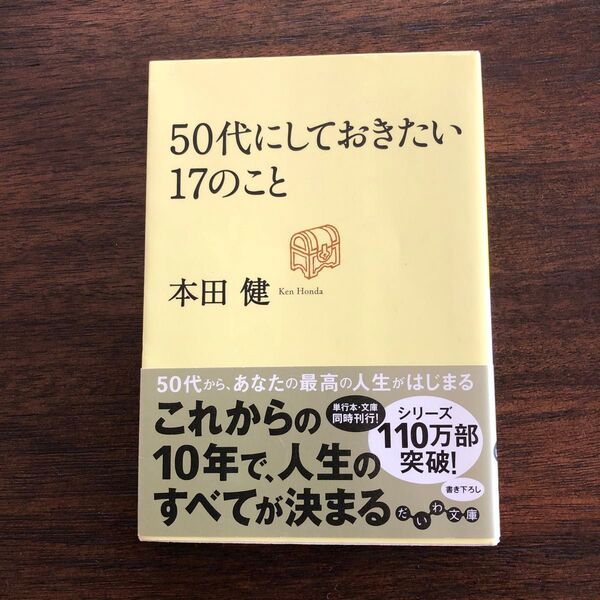 50代にしておきたい
17のこと
本田 健
Ken Honda
50代から、あなたの最高の人生がはじまる
これからの
10年で、人生の
すべてが決まる
単行本・文庫
同時刊行!
シリーズ
110万部
突破!
書き下ろし
だいわ文庫